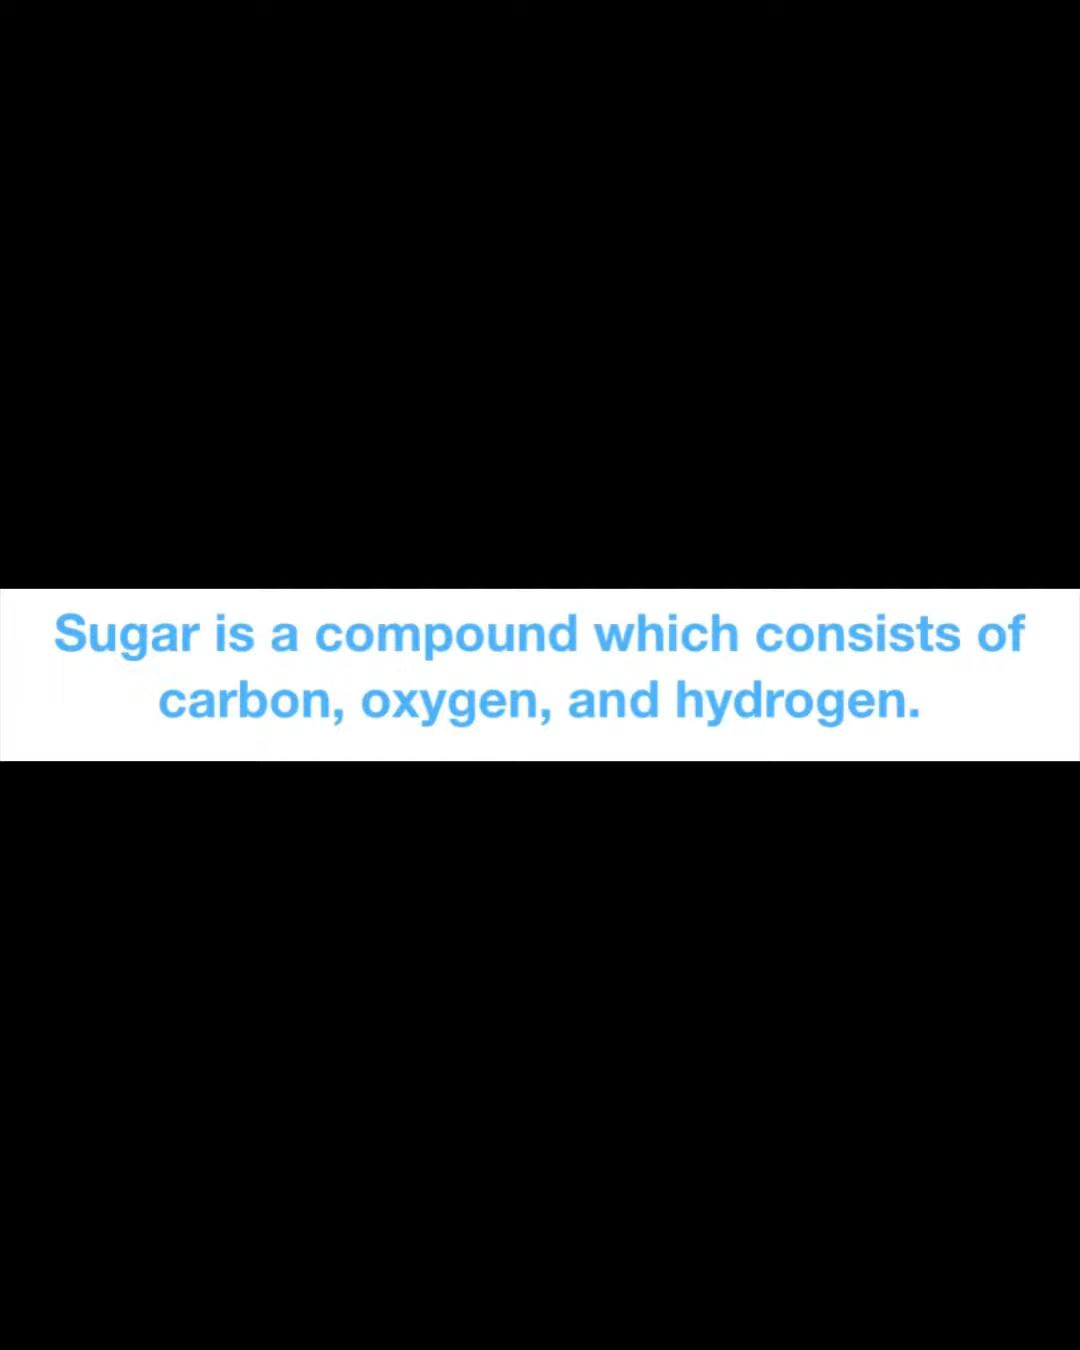 Sugar is a compound which consists of
carbon, oxygen, and hydrogen.